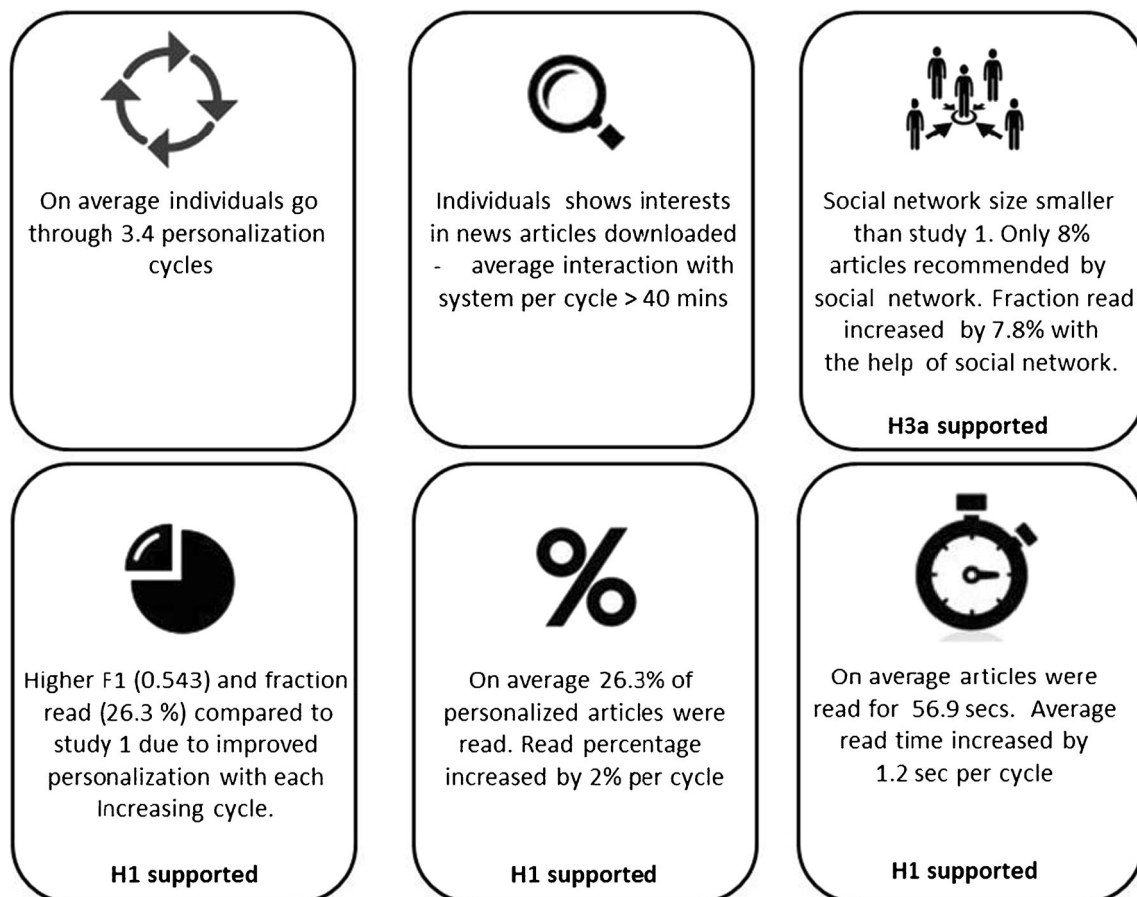 On average individuals go
through 3.4 personalization
cycles
Individuals shows interests
in news articles downloaded
- average interaction with
system per cycle > 40 mins
Social network size smaller
than study 1. Only 8%
articles recommended by
social network. Fraction read
increased by 7.8% with
the help of social network.
H3a supported
Higher F1 (0.543) and fraction
read (26.3 %) compared to
study 1 due to improved
personalization with each
Increasing cycle.
H1 supported
%
On average 26.3% of
personalized articles were
read. Read percentage
increased by 2% per cycle
H1 supported
On average articles were
read for 56.9 secs. Average
read time increased by
1.2 sec per cycle
H1 supported